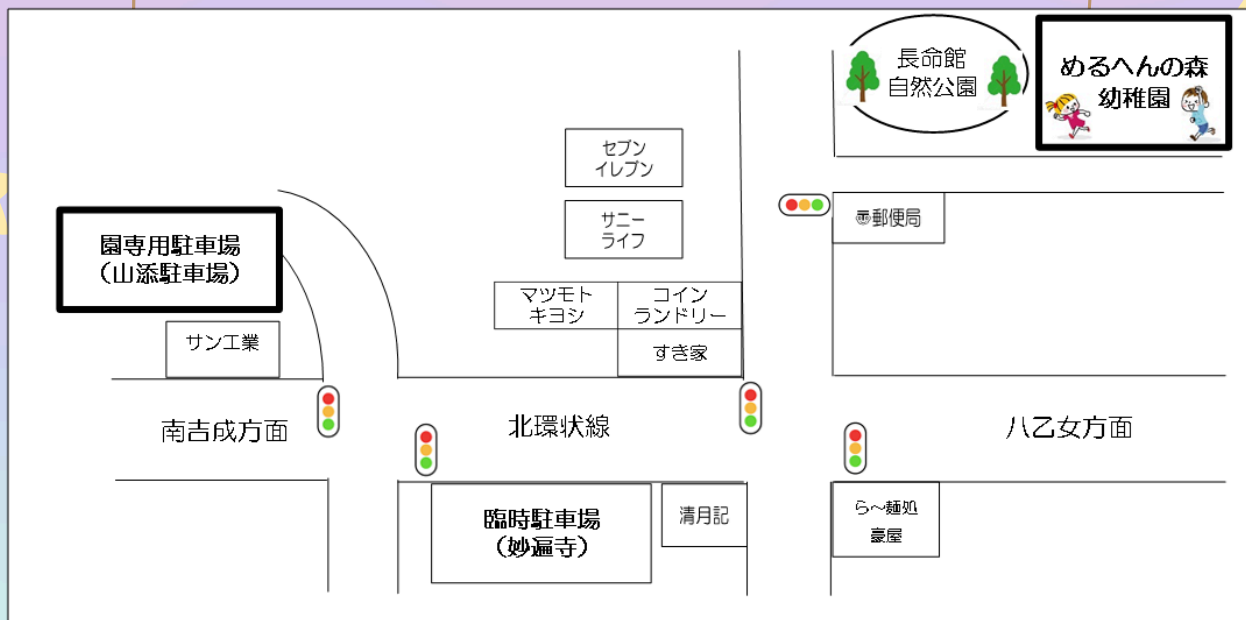 長命館
自然公園
めるへんの森
幼稚園
セブン
イレブン
サニー
ライフ
〠郵便局
園専用駐車場
（山添駐車場）
マツモト
キヨシ
コイン
ランドリー
サン工業
すき家
南吉成方面
北環状線
八乙女方面
臨時駐車場
（妙遍寺）
清月記
ら～麺処
豪屋